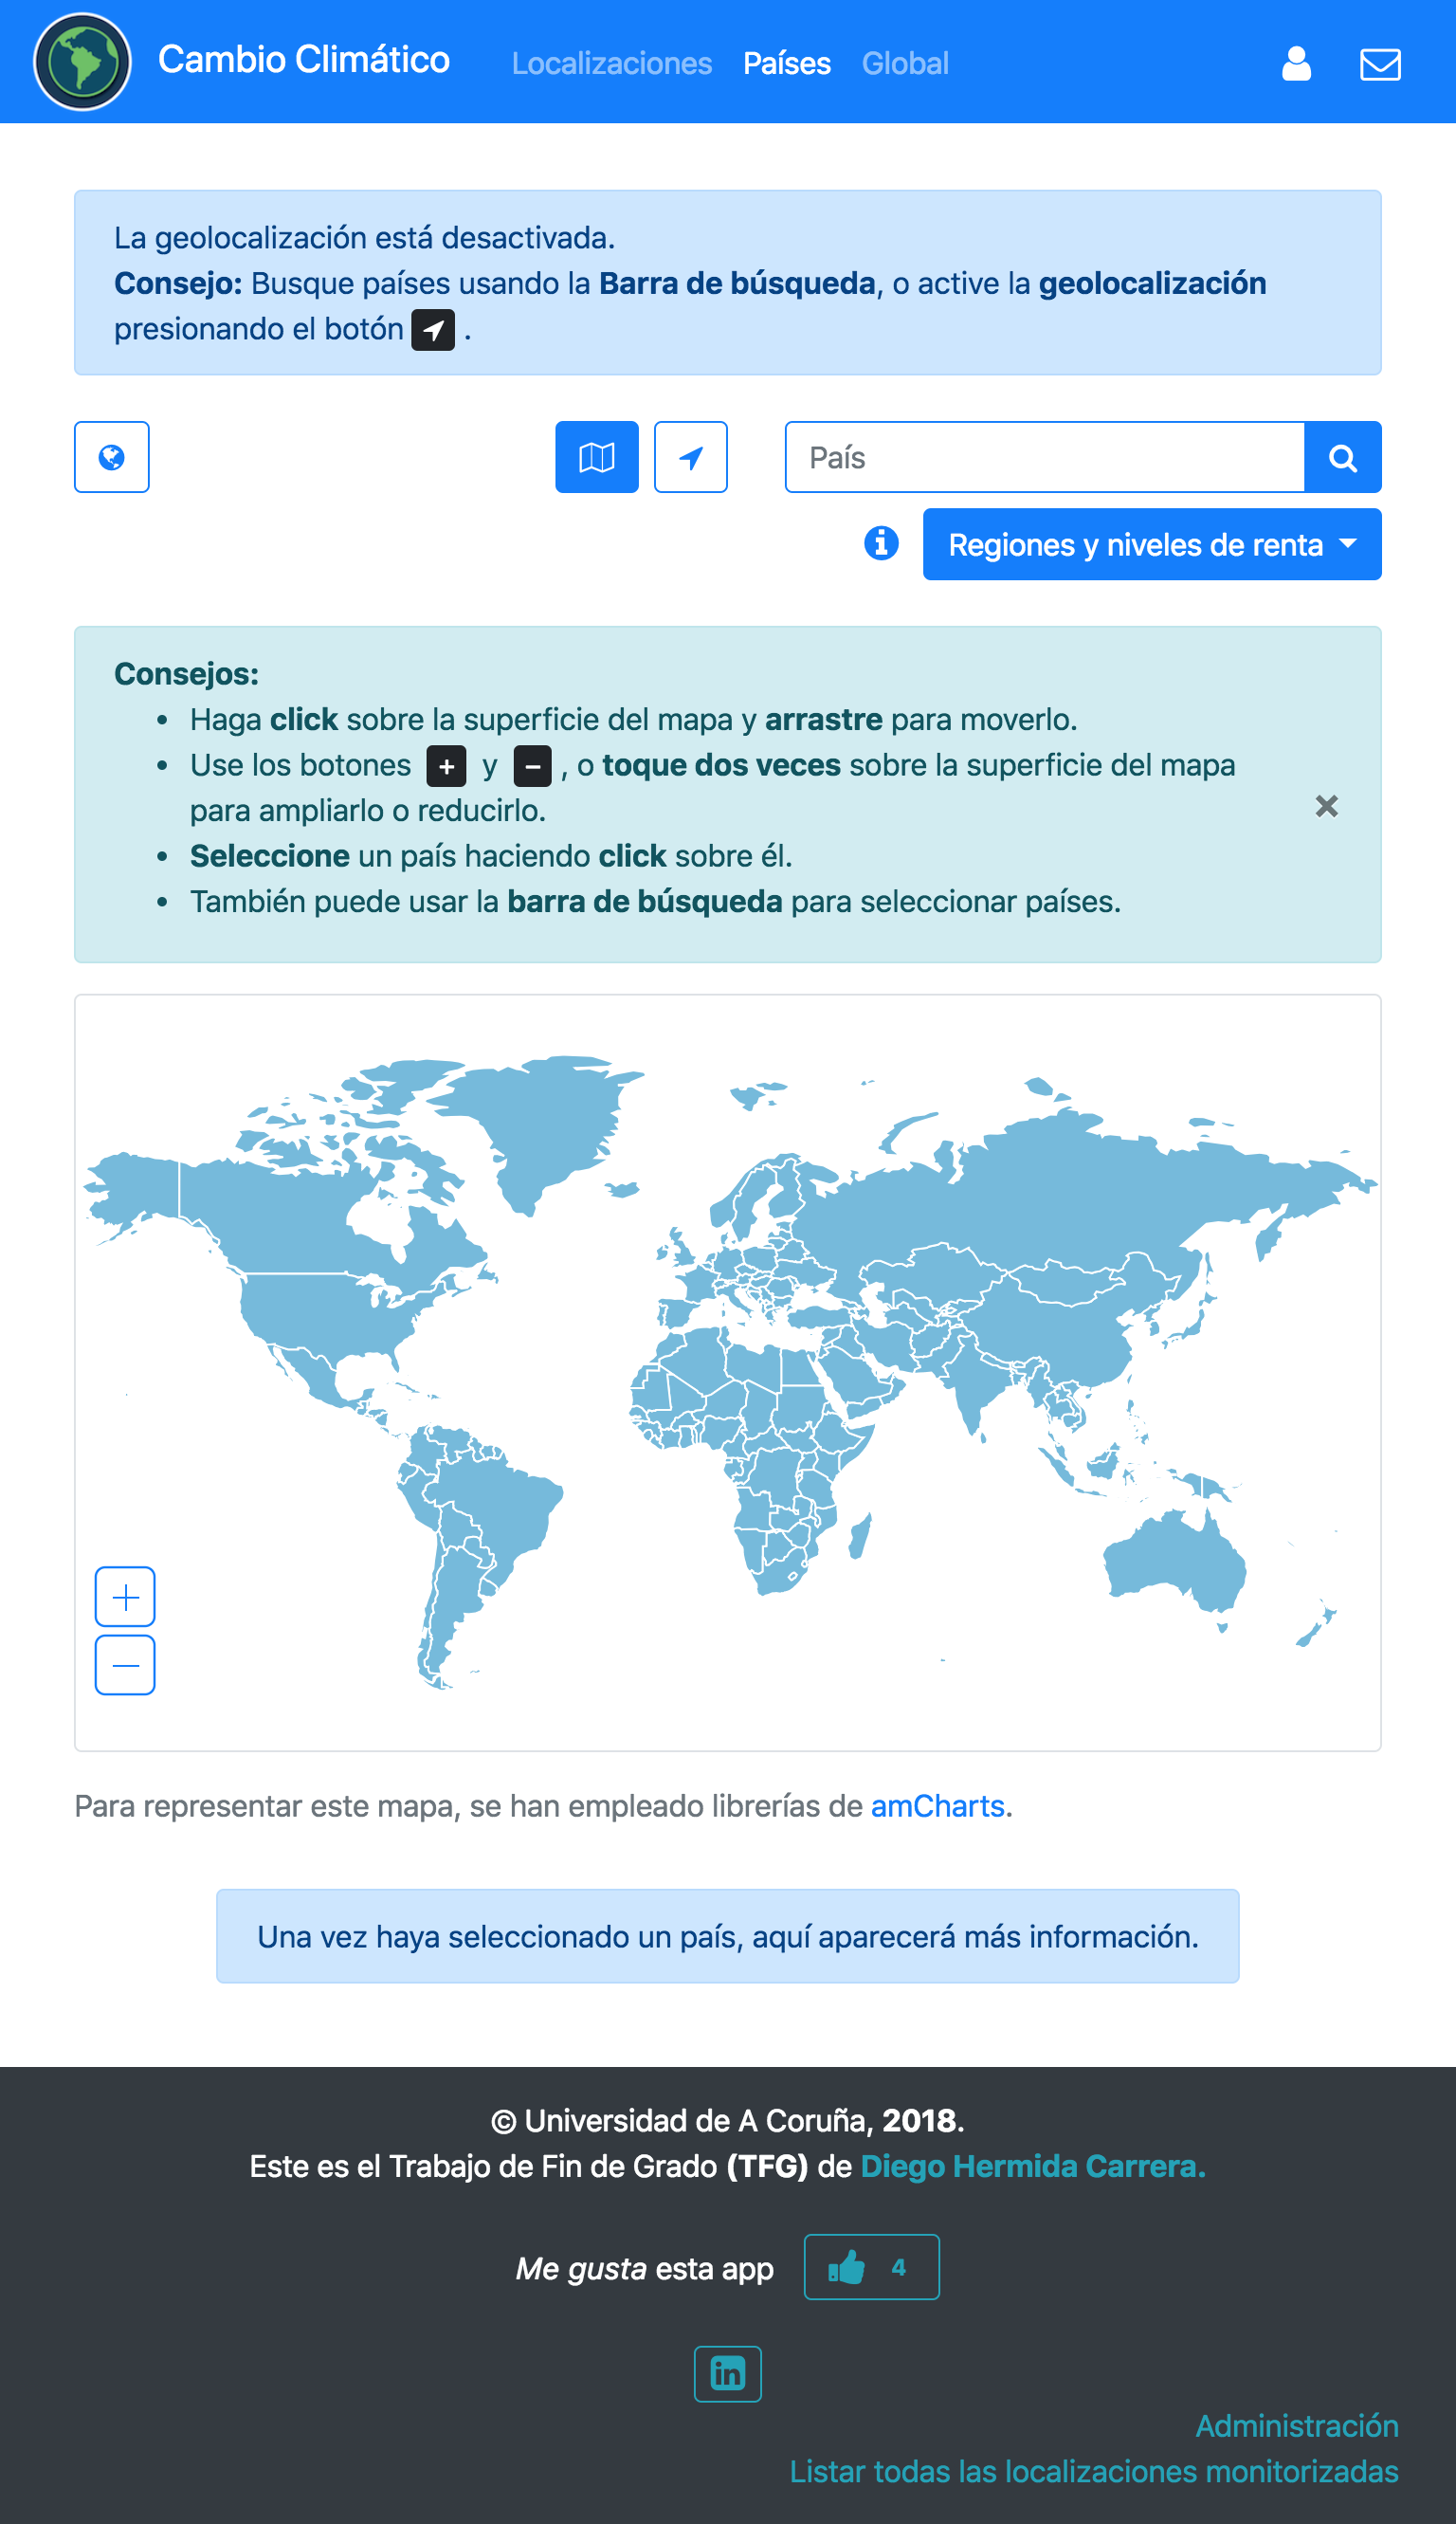 Cambio Climático Localizaciones Países Global
La geolocalización está desactivada.
Consejo: Busque países usando la Barra de búsqueda, o active la geolocalización
presionando el botón .
País
Regiones y niveles de renta
Consejos:
• Haga click sobre la superficie del mapa y arrastre para moverlo.
• Use los botones + y − , o toque dos veces sobre la superficie del mapa
para ampliarlo o reducirlo.
• Seleccione un país haciendo click sobre él.
• También puede usar la barra de búsqueda para seleccionar países.
Para representar este mapa, se han empleado librerías de amCharts.
Una vez haya seleccionado un país, aquí aparecerá más información.
© Universidad de A Coruña, 2018.
Este es el Trabajo de Fin de Grado (TFG) de Diego Hermida Carrera.
Me gusta esta app 4
in
Administración
Listar todas las localizaciones monitorizadas